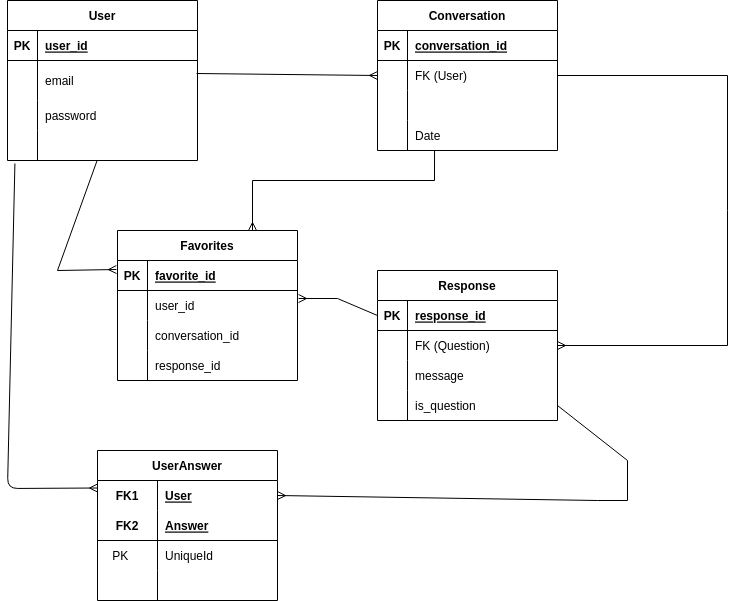 User
PK user_id
email
password
Conversation
PK conversation_id
FK (User)
Date
Favorites
PK favorite_id
user_id
conversation_id
response_id
Response
PK response_id
FK (Question)
message
is_question
UserAnswer
FK1 User
FK2 Answer
PK UniqueId